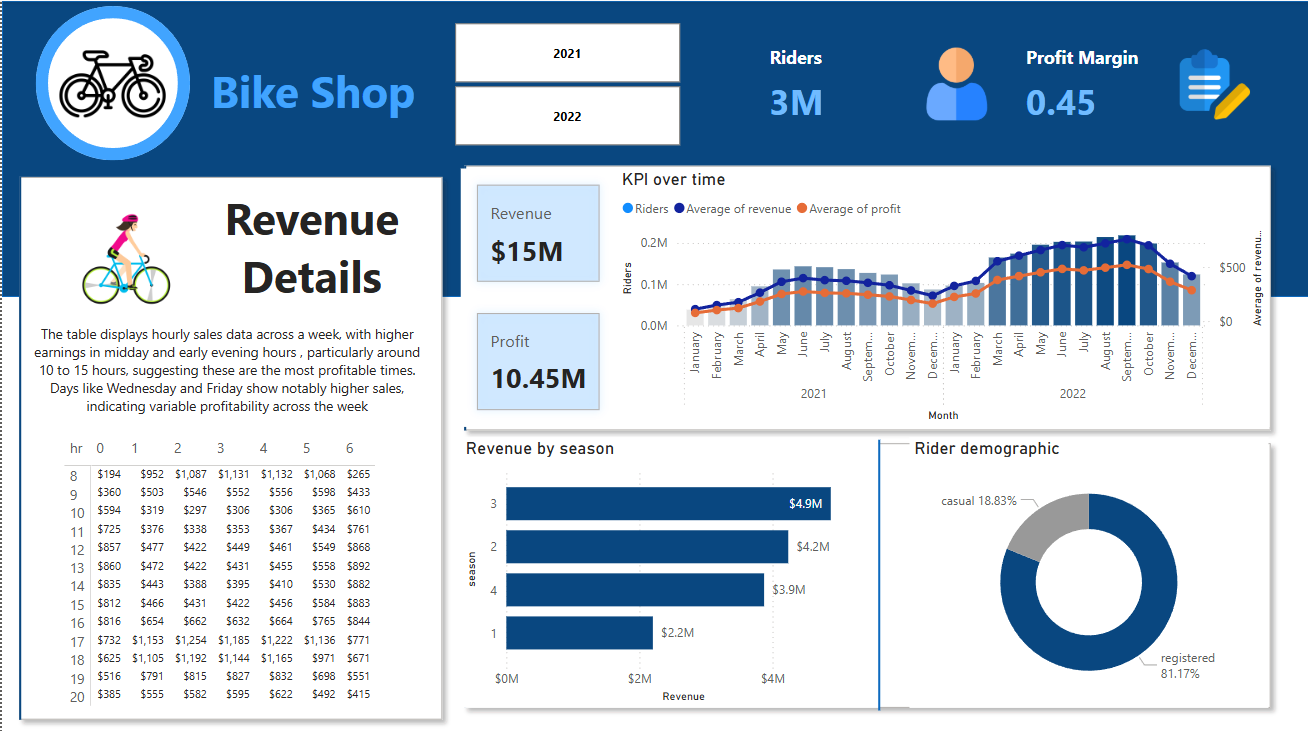 Bike Shop
2021
2022
Riders
3M
Profit Margin
0.45
Revenue
Details
The table displays hourly sales data across a week, with higher
earnings in midday and early evening hours , particularly around
10 to 15 hours, suggesting these are the most profitable times.
Days like Wednesday and Friday show notably higher sales,
indicating variable profitability across the week
hr 0 1 2 3 4 5 6
8 $194 $952 $1,087 $1,131 $1,132 $1,068 $265
9 $360 $503 $546 $552 $556 $598 $433
10 $594 $319 $297 $306 $306 $365 $610
11 $725 $376 $338 $353 $367 $434 $761
12 $857 $477 $422 $449 $461 $549 $868
13 $860 $472 $422 $431 $455 $558 $892
14 $835 $443 $388 $395 $410 $530 $882
15 $812 $466 $431 $422 $456 $584 $883
16 $816 $654 $662 $632 $664 $765 $844
17 $732 $1,153 $1,254 $1,185 $1,222 $1,136 $771
18 $625 $1,105 $1,192 $1,144 $1,165 $971 $671
19 $516 $791 $815 $827 $832 $698 $551
20 $385 $555 $582 $595 $622 $492 $415
Revenue
$15M
Profit
10.45M
KPI over time
Riders Average of revenue Average of profit
Riders
0.2M
0.1M
0.0M
$500
$0
Average of revenu...
January February March April May June July August Septem... October Novem... Decem... January February March April May June July August Septe... October Nove... Decem...
2021 2022
Month
Revenue by season
season
3 $4.9M
2 $4.2M
4 $3.9M
1 $2.2M
$0M $2M $4M
Revenue
Rider demographic
casual 18.83%
registered
81.17%